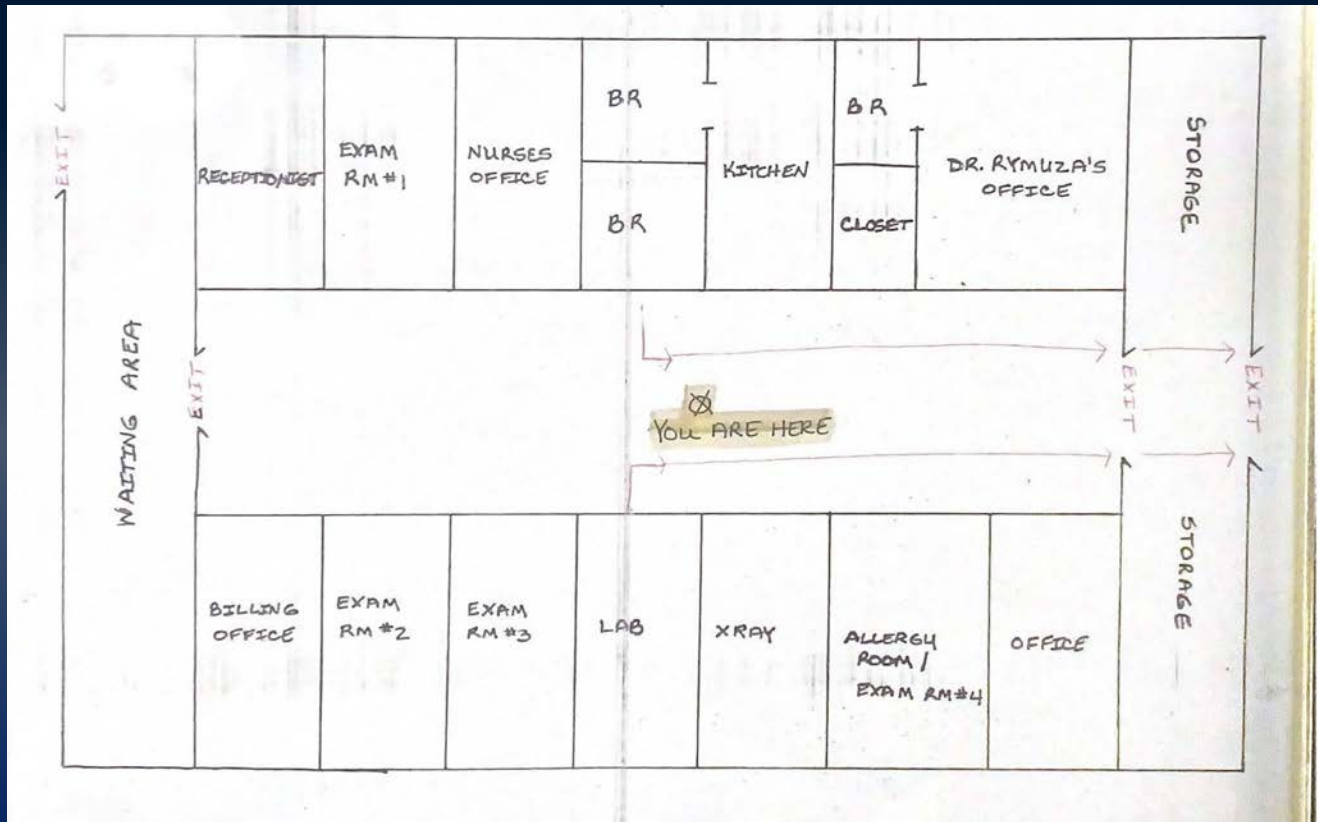 EXIT
WAITING AREA
RECEPTIONIST
EXAM
RM #1
NURSES
OFFICE
BR
BR
KITCHEN
BR
CLOSET
DR. RYMUZA'S
OFFICE
STORAGE
EXIT
YOU ARE HERE
EXIT
EXIT
BILLING
OFFICE
EXAM
RM #2
EXAM
RM #3
LAB
XRAY
ALLERGY
ROOM /
EXAM RM #4
OFFICE
STORAGE